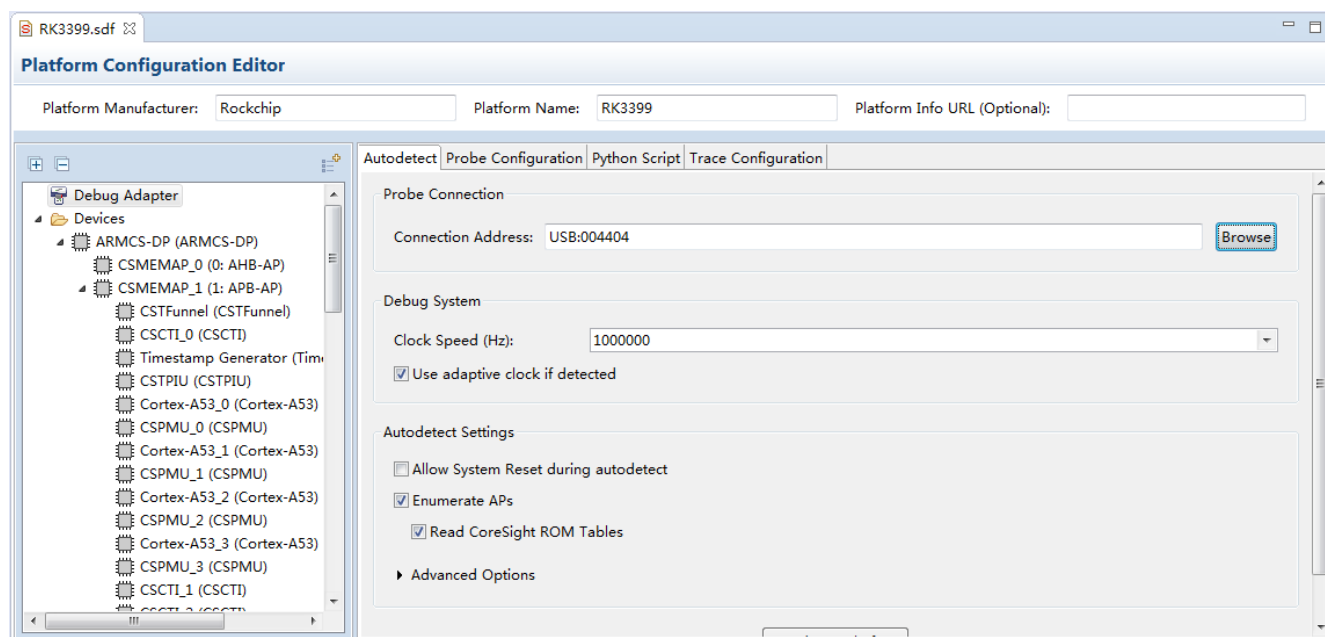 RK3399.sdf
Platform Configuration Editor
Platform Manufacturer: Rockchip Platform Name: RK3399 Platform Info URL (Optional):
Debug Adapter
Devices
ARMCS-DP (ARMCS-DP)
CSMEMAP_0 (0: AHB-AP)
CSMEMAP_1 (1: APB-AP)
CSTFunnel (CSTFunnel)
CSCTI_0 (CSCTI)
Timestamp Generator (Time
CSTPIU (CSTPIU)
Cortex-A53_0 (Cortex-A53)
CSPMU_0 (CSPMU)
Cortex-A53_1 (Cortex-A53)
CSPMU_1 (CSPMU)
Cortex-A53_2 (Cortex-A53)
CSPMU_2 (CSPMU)
Cortex-A53_3 (Cortex-A53)
CSPMU_3 (CSPMU)
CSCTI_1 (CSCTI)
Autodetect Probe Configuration Python Script Trace Configuration
Probe Connection
Connection Address: USB:004404 Browse
Debug System
Clock Speed (Hz): 1000000
Use adaptive clock if detected
Autodetect Settings
Allow System Reset during autodetect
Enumerate APs
Read CoreSight ROM Tables
Advanced Options